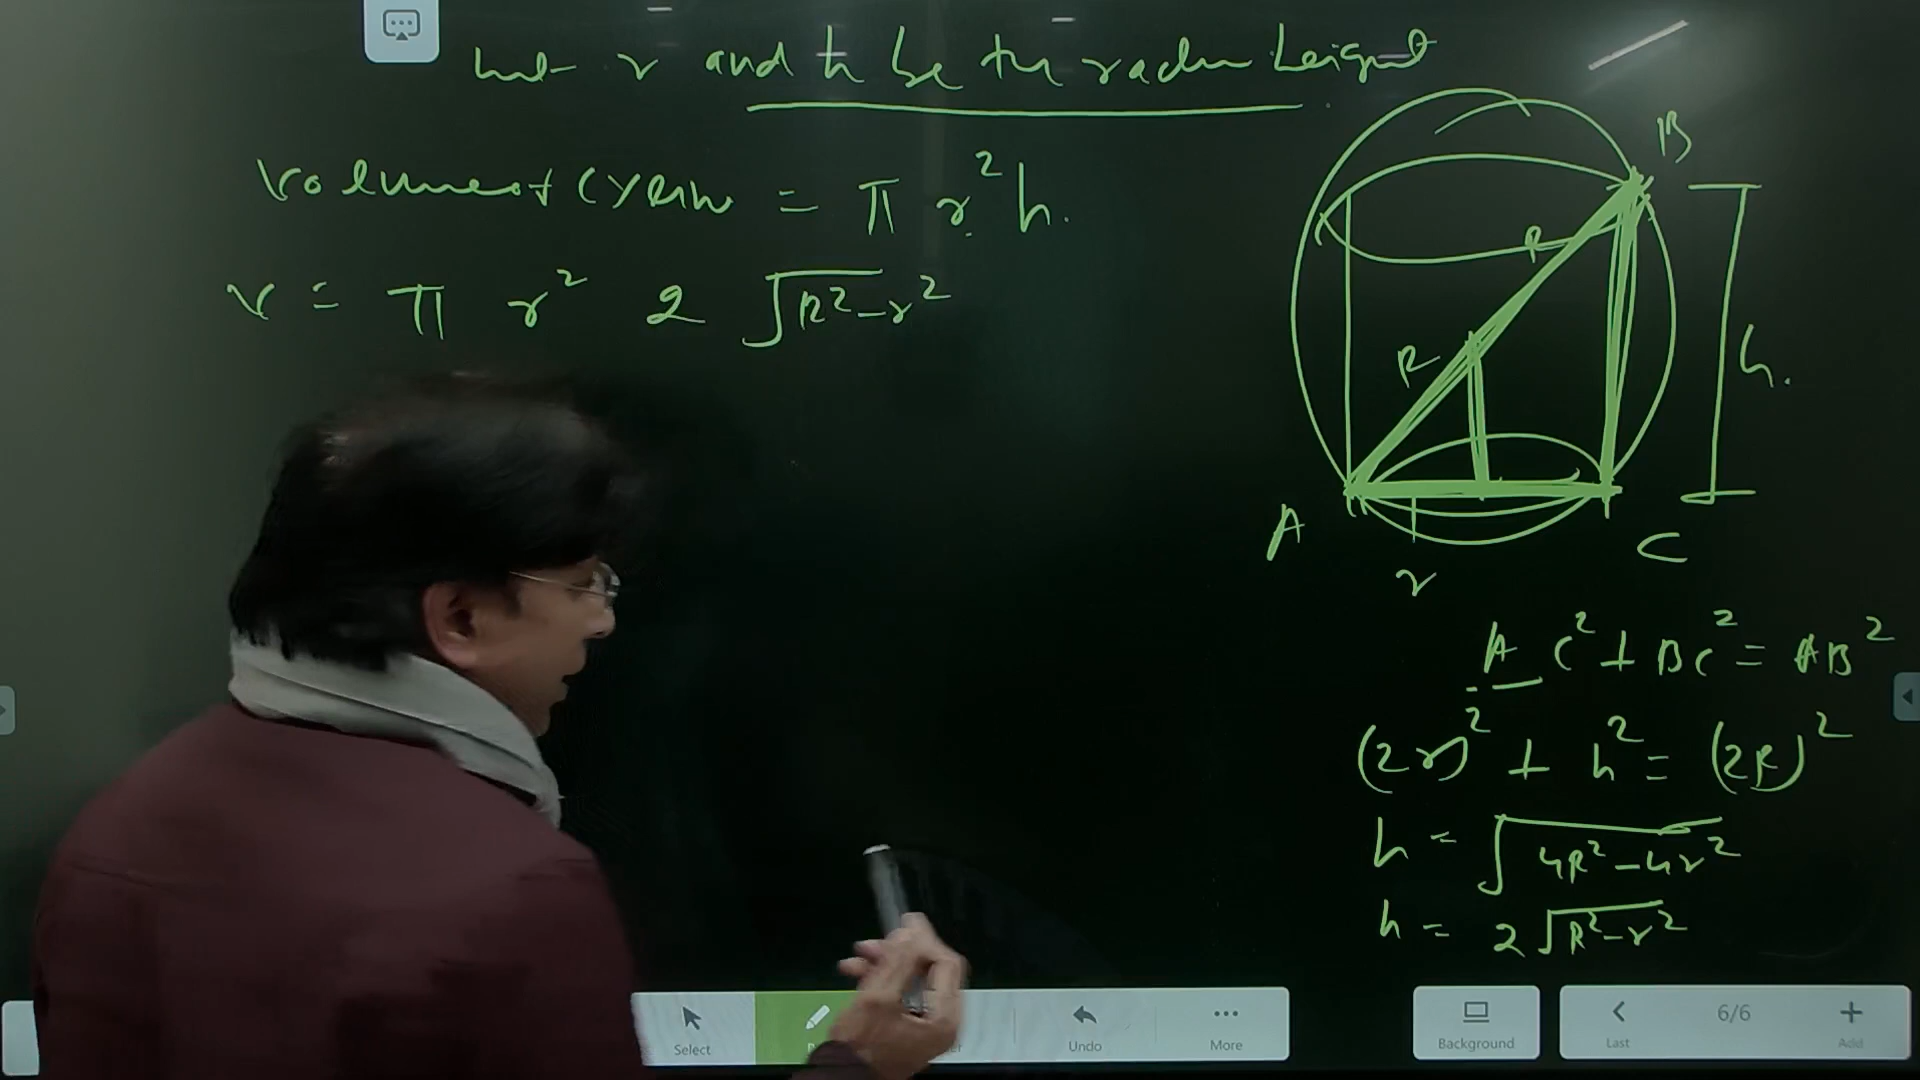 Let r and h be the radius height
volume of cylin = π r² h.
v = π r² 2 √R²-r²
B
R
R
h.
A
C
r
AC² + BC² = AB²
(2r)² + h² = (2R)²
h = √4R²-4r²
h = 2√R²-r²
Select
Undo
More
Background
Last
6/6
Add